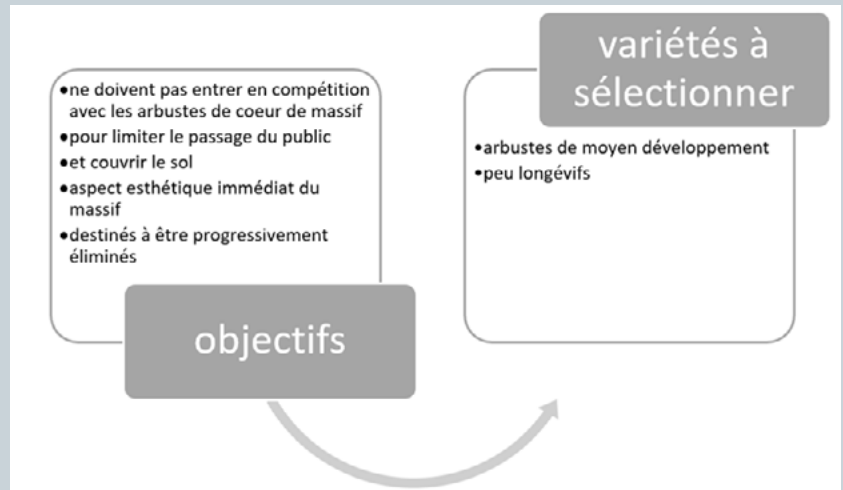 •ne doivent pas entrer en compétition
avec les arbustes de coeur de massif
•pour limiter le passage du public
•et couvrir le sol
•aspect esthétique immédiat du
massif
•destinés à être progressivement
éliminés
objectifs
variétés à
sélectionner
•arbustes de moyen développement
•peu longévifs